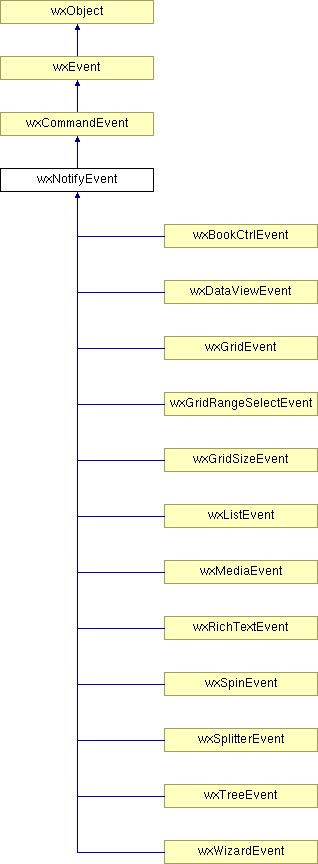 wxObject
wxEvent
wxCommandEvent
wxNotifyEvent
wxBookCtrlEvent
wxDataViewEvent
wxGridEvent
wxGridRangeSelectEvent
wxGridSizeEvent
wxListEvent
wxMediaEvent
wxRichTextEvent
wxSpinEvent
wxSplitterEvent
wxTreeEvent
wxWizardEvent